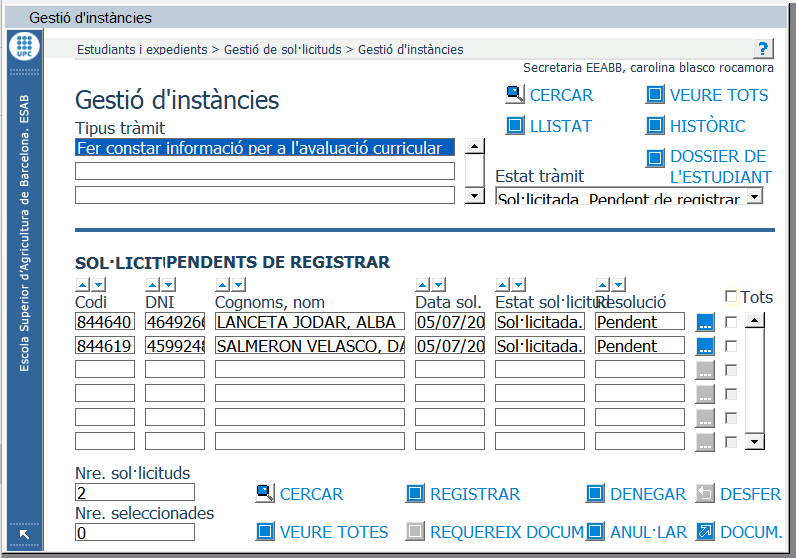 Gestió d'instàncies
UPC
Estudiants i expedients > Gestió de sol·licituds > Gestió d'instàncies
?
Secretaria EEABB, carolina blasco rocamora
Escola Superior d'Agricultura de Barcelona. ESAB
Gestió d'instàncies
CERCAR
VEURE TOTS
LLISTAT
HISTÒRIC
DOSSIER DE
L'ESTUDIANT
Tipus tràmit
Fer constar informació per a l'avaluació curricular
Estat tràmit
Sol·licitada. Pendent de registrar
SOL·LICIT PENDENTS DE REGISTRAR
Tots
Codi DNI Cognoms, nom Data sol. Estat sol·licitud Resolució
844640 4649266 LANCETA JODAR, ALBA 05/07/20 Sol·licitada. Pendent ...
844619 4599248 SALMERON VELASCO, DA 05/07/20 Sol·licitada. Pendent ...
...
...
...
...
Nre. sol·licituds
2
CERCAR REGISTRAR DENEGAR DESFER
Nre. seleccionades
0
VEURE TOTES REQUEREIX DOCUM ANUL·LAR DOCUM.